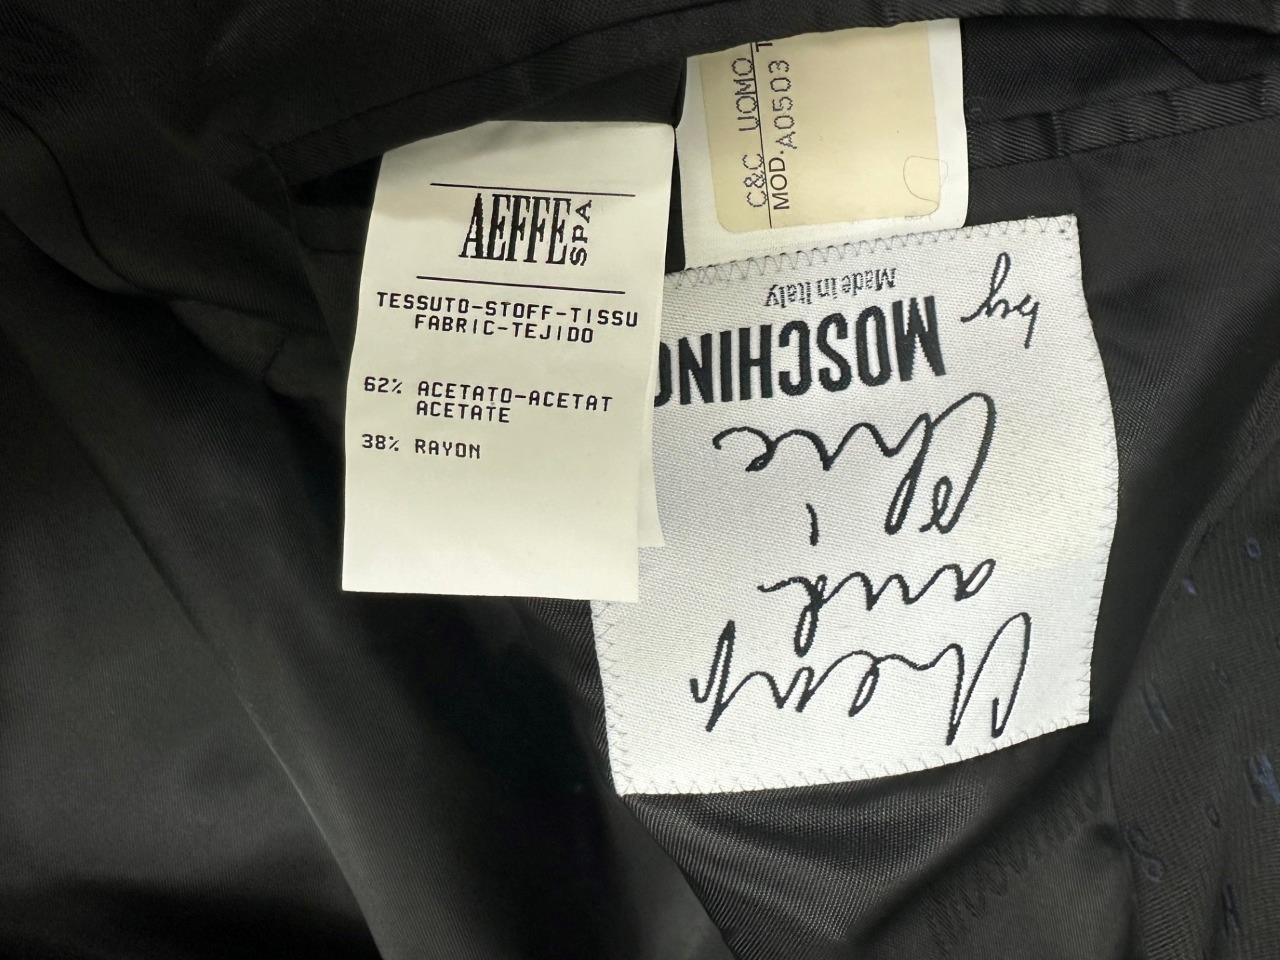 AEFFE SPA
TESSUTO-STOFF-TISSU
FABRIC-TEJIDO
62% ACETATO-ACETAT
ACETATE
38% RAYON
C&C UOMO
MOD. A0503
Cheap
and
Chic
by
MOSCHINO
Made in Italy